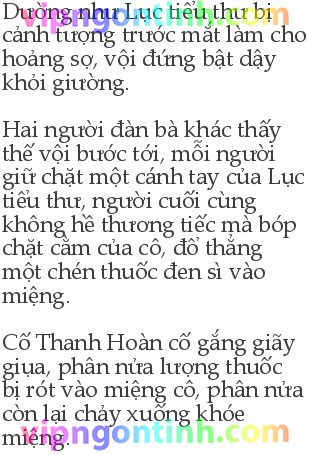 Dường như Lục tiểu thư bị
vipngontinh.com
cảnh tượng trước mắt làm cho
hoảng sợ, vội đứng bật dậy
khỏi giường.
Hai người đàn bà khác thấy
thế vội bước tới, mỗi người
giữ chặt một cánh tay của Lục
tiểu thư, người cuối cùng
vipngontinh.com
không hề thương tiếc mà bóp
chặt cằm của cô, đổ thẳng
một chén thuốc đen sì vào
miệng.
Cố Thanh Hoàn cố gắng giãy
giụa, phân nửa lượng thuốc
bị rót vào miệng cô, phân nửa
còn lại chảy xuống khóe
miệng.
vipngontinh.com